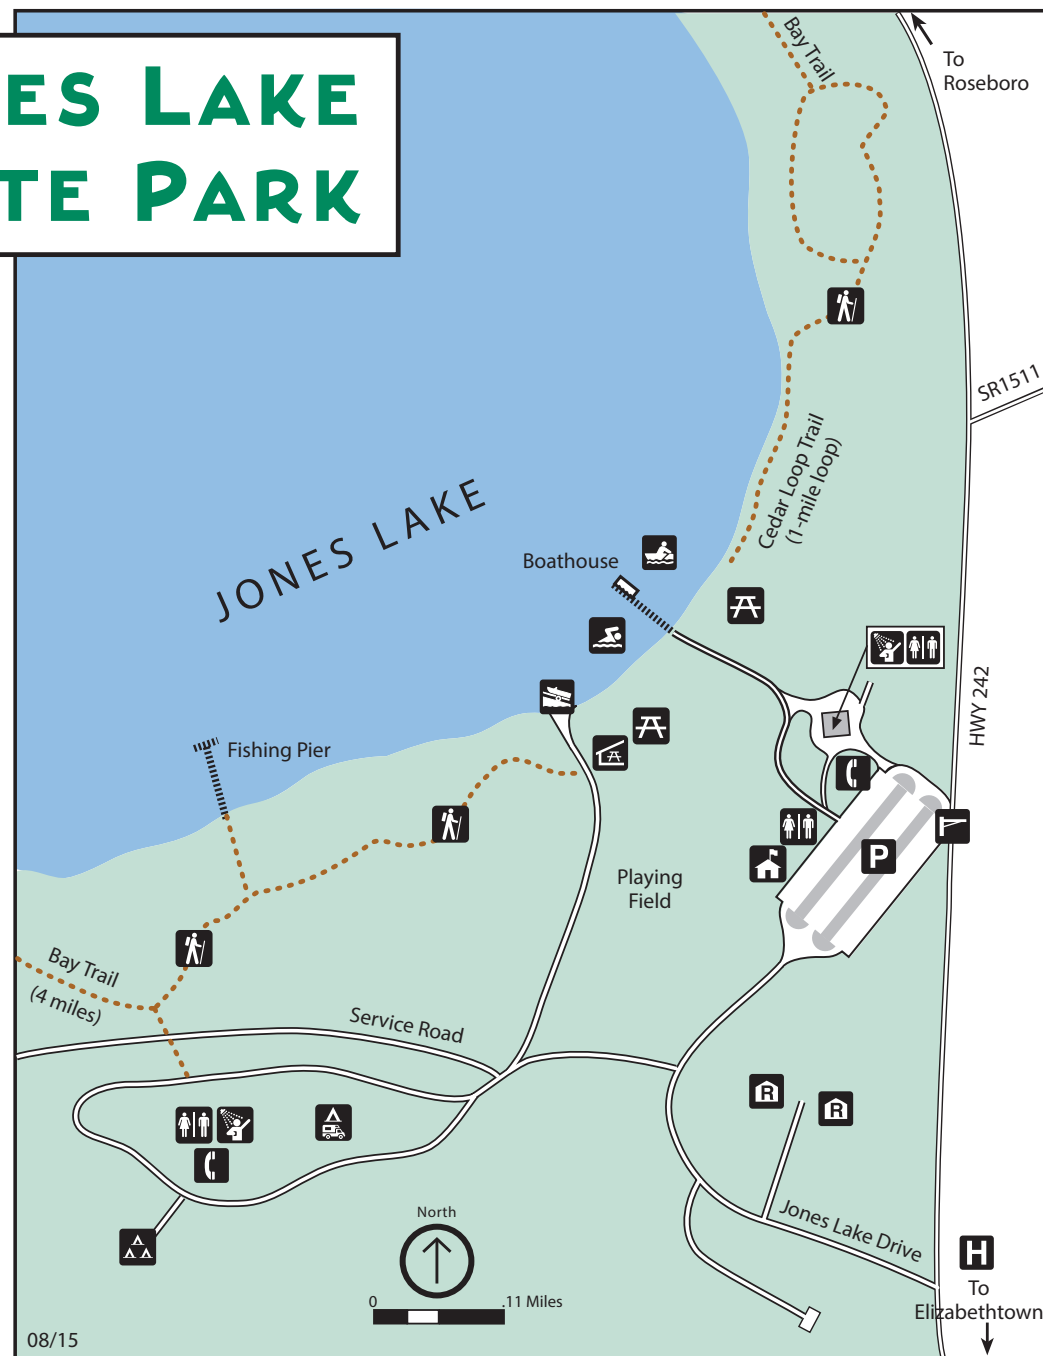 ES LAKE
TE PARK
Bay Trail
To
Roseboro
SR1511
Cedar Loop Trail
(1-mile loop)
JONES LAKE
Boathouse
HWY 242
Fishing Pier
P
Playing
Field
Bay Trail
(4 miles)
Service Road
R
R
Jones Lake Drive
North
H
To
Elizabethtown
0 .11 Miles
08/15